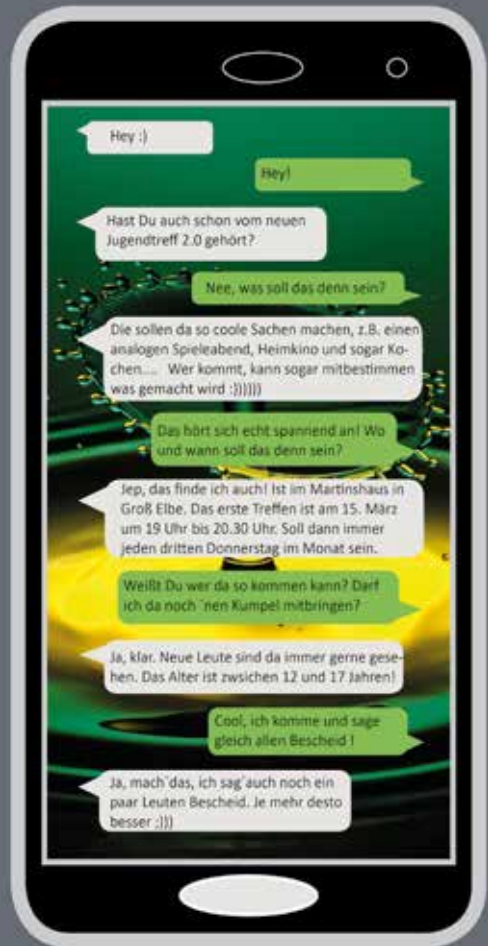 Hey :)
Hey!
Hast Du auch schon vom neuen
Jugendtreff 2.0 gehört?
Nee, was soll das denn sein?
Die sollen da so coole Sachen machen, z.B. einen
analogen Spieleabend, Heimkino und sogar Ko-
chen.... Wer kommt, kann sogar mitbestimmen
was gemacht wird :))))))
Das hört sich echt spannend an! Wo
und wann soll das denn sein?
Jep, das finde ich auch! Ist im Martinshaus in
Groß Elbe. Das erste Treffen ist am 15. März
um 19 Uhr bis 20.30 Uhr. Soll dann immer
jeden dritten Donnerstag im Monat sein.
Weißt Du wer da so kommen kann? Darf
ich da noch ´nen Kumpel mitbringen?
Ja, klar. Neue Leute sind da immer gerne gese-
hen. Das Alter ist zwsichen 12 und 17 Jahren!
Cool, ich komme und sage
gleich allen Bescheid !
Ja, mach´das, ich sag´auch noch ein
paar Leuten Bescheid. Je mehr desto
besser ;)))